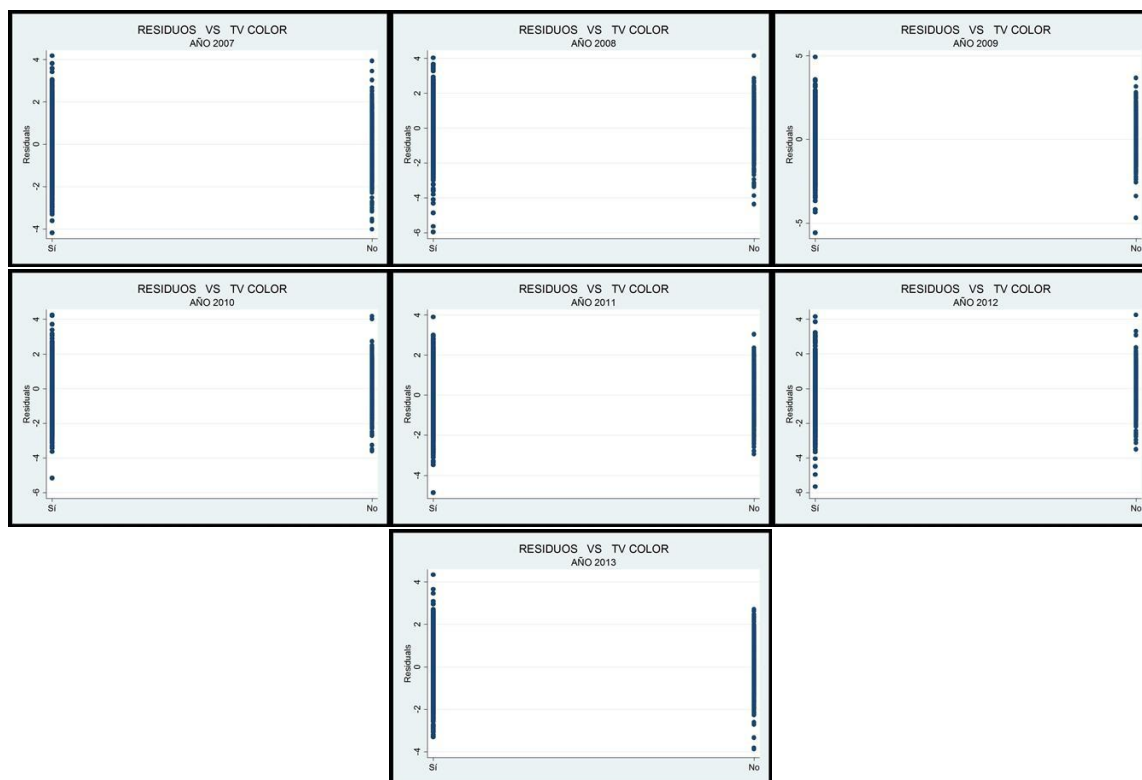 RESIDUOS VS TV COLOR
AÑO 2007
Residuals
4
2
0
-2
-4
Sí No
RESIDUOS VS TV COLOR
AÑO 2008
Residuals
4
2
0
-2
-4
-6
Sí No
RESIDUOS VS TV COLOR
AÑO 2009
Residuals
5
0
-5
Sí No
RESIDUOS VS TV COLOR
AÑO 2010
Residuals
4
2
0
-2
-4
-6
Sí No
RESIDUOS VS TV COLOR
AÑO 2011
Residuals
4
2
0
-2
-4
Sí No
RESIDUOS VS TV COLOR
AÑO 2012
Residuals
4
2
0
-2
-4
-6
Sí No
RESIDUOS VS TV COLOR
AÑO 2013
Residuals
4
2
0
-2
-4
Sí No